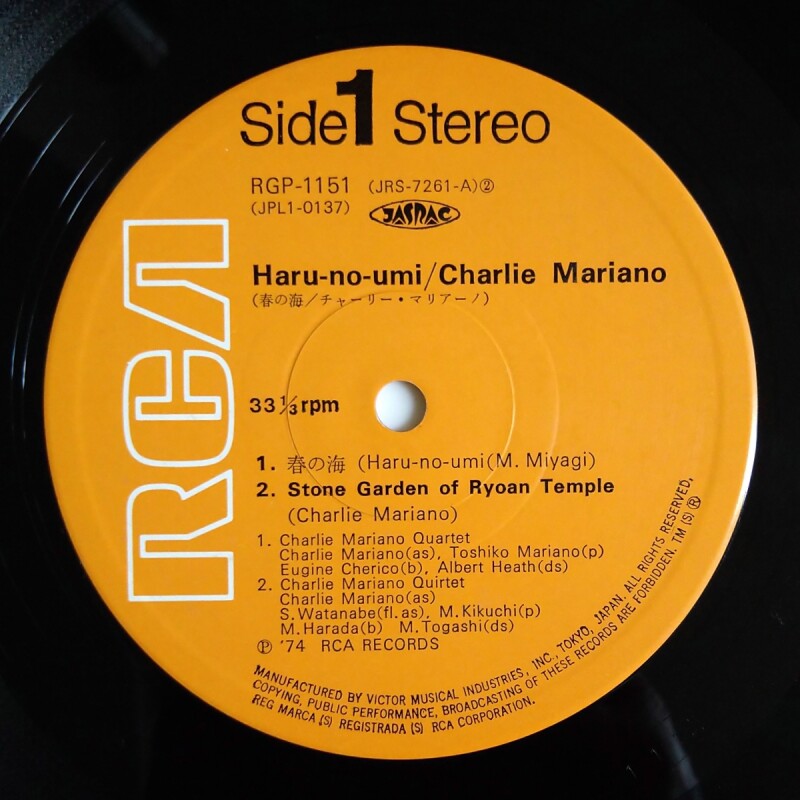 Side 1 Stereo
RGP-1151 (JRS-7261-A)②
(JPL1-0137) JASRAC
Haru-no-umi/Charlie Mariano
(春の海/チャーリー・マリアーノ)
RCA
33 1/3 rpm
1. 春の海 (Haru-no-umi(M. Miyagi)
2. Stone Garden of Ryoan Temple
(Charlie Mariano)
1. Charlie Mariano Quartet
Charlie Mariano(as), Toshiko Mariano(p)
Eugine Cherico(b), Albert Heath(ds)
2. Charlie Mariano Quirtet
Charlie Mariano(as)
S.Watanabe(fl.as), M.Kikuchi(p)
M.Harada(b) M.Togashi(ds)
Ⓟ '74 RCA RECORDS
MANUFACTURED BY VICTOR MUSICAL INDUSTRIES, INC., TOKYO, JAPAN. ALL RIGHTS RESERVED.
COPYING, PUBLIC PERFORMANCE, BROADCASTING OF THESE RECORDS ARE FORBIDDEN. TM (S) ®
REG MARCA (S) REGISTRADA (S) RCA CORPORATION.